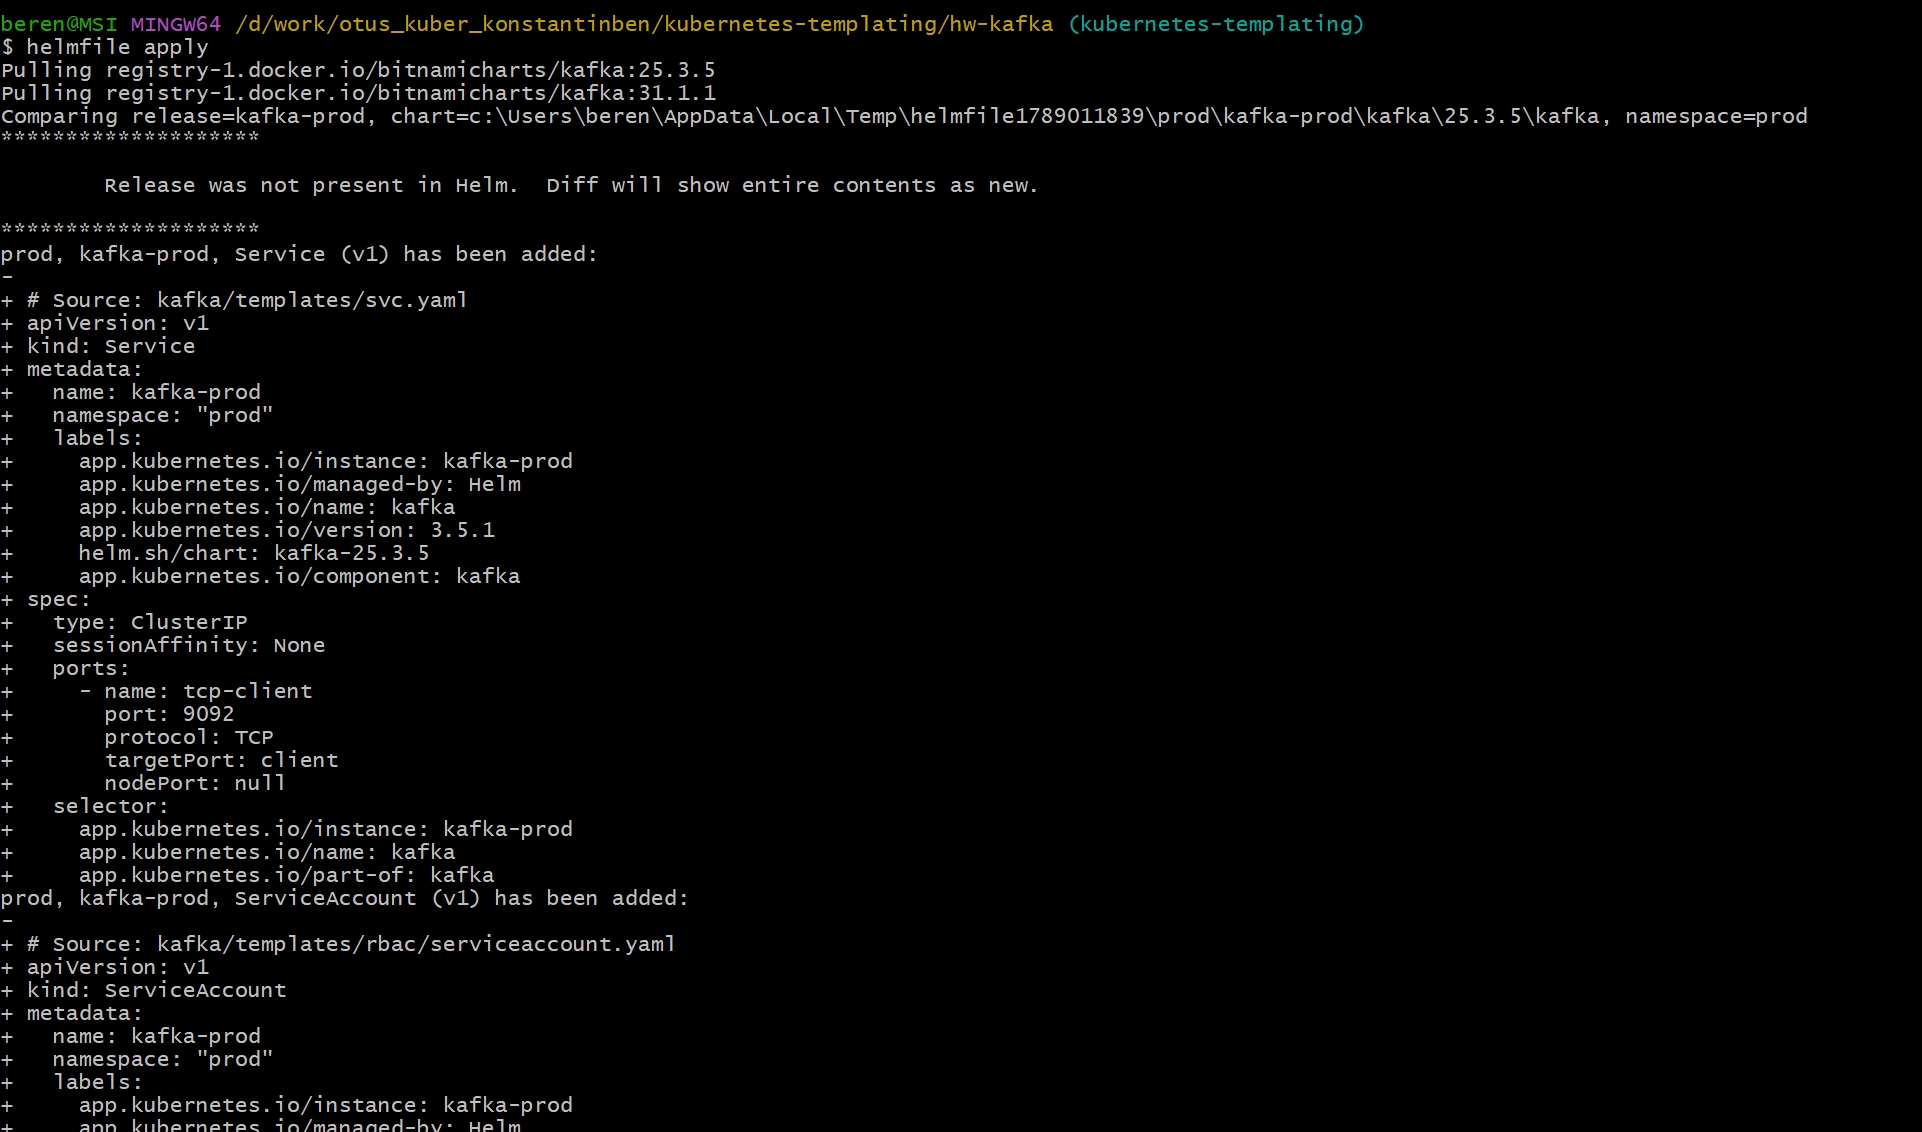 beren@MSI MINGW64 /d/work/otus_kuber_konstantinben/kubernetes-templating/hw-kafka (kubernetes-templating)
$ helmfile apply
Pulling registry-1.docker.io/bitnamicharts/kafka:25.3.5
Pulling registry-1.docker.io/bitnamicharts/kafka:31.1.1
Comparing release=kafka-prod, chart=c:\Users\beren\AppData\Local\Temp\helmfile1789011839\prod\kafka-prod\kafka\25.3.5\kafka, namespace=prod
********************
        Release was not present in Helm.  Diff will show entire contents as new.
********************
prod, kafka-prod, Service (v1) has been added:
-
+ # Source: kafka/templates/svc.yaml
+ apiVersion: v1
+ kind: Service
+ metadata:
+   name: kafka-prod
+   namespace: "prod"
+   labels:
+     app.kubernetes.io/instance: kafka-prod
+     app.kubernetes.io/managed-by: Helm
+     app.kubernetes.io/name: kafka
+     app.kubernetes.io/version: 3.5.1
+     helm.sh/chart: kafka-25.3.5
+     app.kubernetes.io/component: kafka
+ spec:
+   type: ClusterIP
+   sessionAffinity: None
+   ports:
+     - name: tcp-client
+       port: 9092
+       protocol: TCP
+       targetPort: client
+       nodePort: null
+   selector:
+     app.kubernetes.io/instance: kafka-prod
+     app.kubernetes.io/name: kafka
+     app.kubernetes.io/part-of: kafka
prod, kafka-prod, ServiceAccount (v1) has been added:
-
+ # Source: kafka/templates/rbac/serviceaccount.yaml
+ apiVersion: v1
+ kind: ServiceAccount
+ metadata:
+   name: kafka-prod
+   namespace: "prod"
+   labels:
+     app.kubernetes.io/instance: kafka-prod
+     app.kubernetes.io/managed-by: Helm